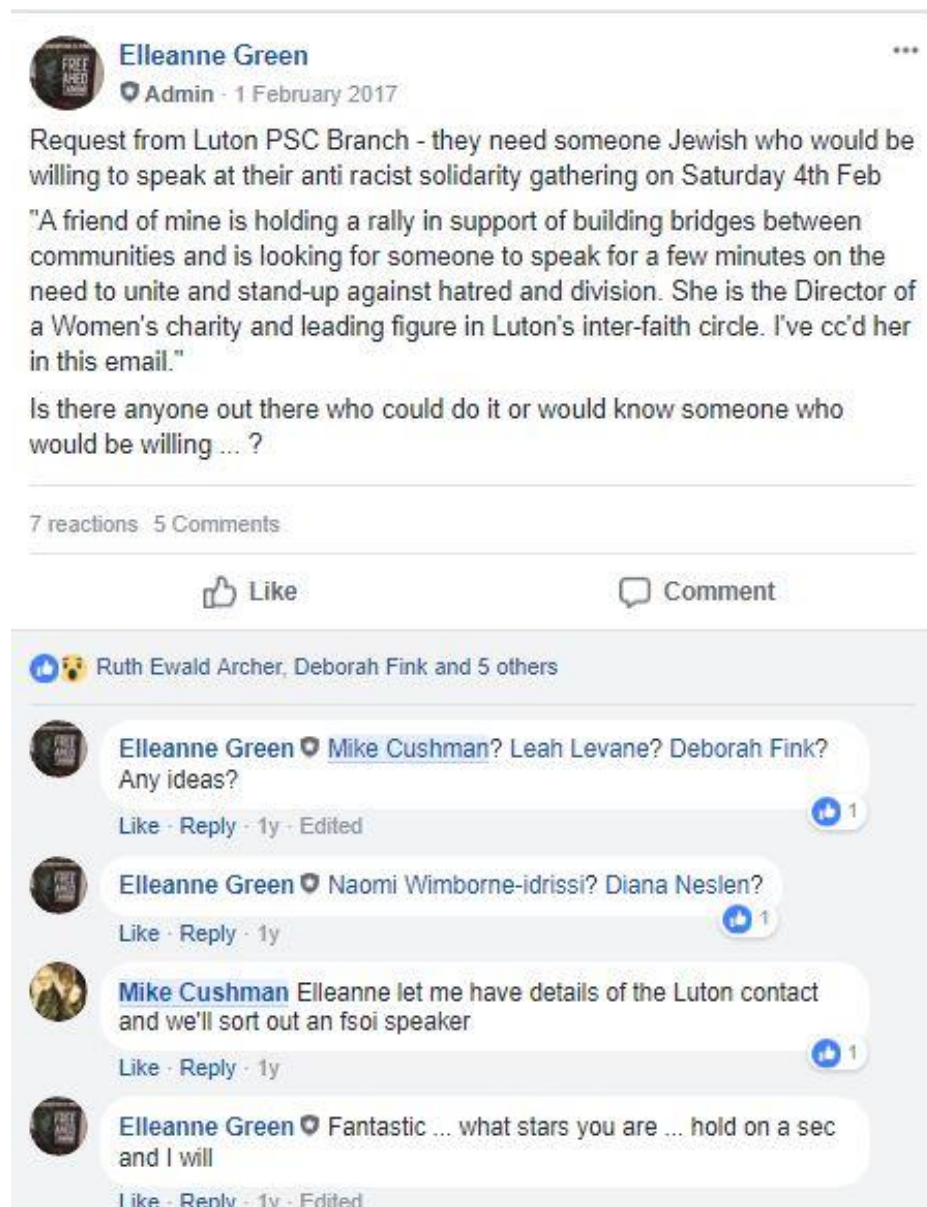 Elleanne Green
Admin · 1 February 2017
Request from Luton PSC Branch - they need someone Jewish who would be
willing to speak at their anti racist solidarity gathering on Saturday 4th Feb
"A friend of mine is holding a rally in support of building bridges between
communities and is looking for someone to speak for a few minutes on the
need to unite and stand-up against hatred and division. She is the Director of
a Women's charity and leading figure in Luton's inter-faith circle. I've cc'd her
in this email."
Is there anyone out there who could do it or would know someone who
would be willing ... ?
7 reactions 5 Comments
Like Comment
Ruth Ewald Archer, Deborah Fink and 5 others
Elleanne Green Mike Cushman? Leah Levane? Deborah Fink?
Any ideas?
1
Like · Reply · 1y · Edited
Elleanne Green Naomi Wimborne-idrissi? Diana Neslen?
1
Like · Reply · 1y
Mike Cushman Elleanne let me have details of the Luton contact
and we'll sort out an fsoi speaker
1
Like · Reply · 1y
Elleanne Green Fantastic ... what stars you are ... hold on a sec
and I will
Like · Reply · 1y · Edited